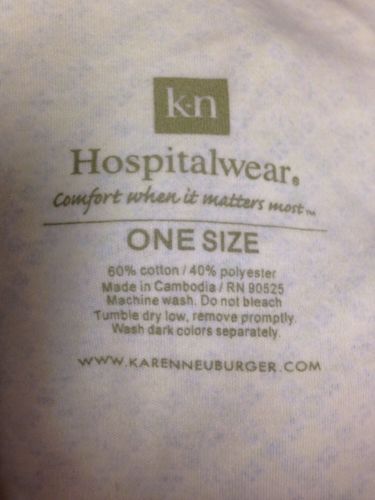 k·n
Hospitalwear®
Comfort when it matters most™
ONE SIZE
60% cotton / 40% polyester
Made in Cambodia / RN 90525
Machine wash. Do not bleach
Tumble dry low, remove promptly.
Wash dark colors separately.
WWW.KARENNEUBURGER.COM